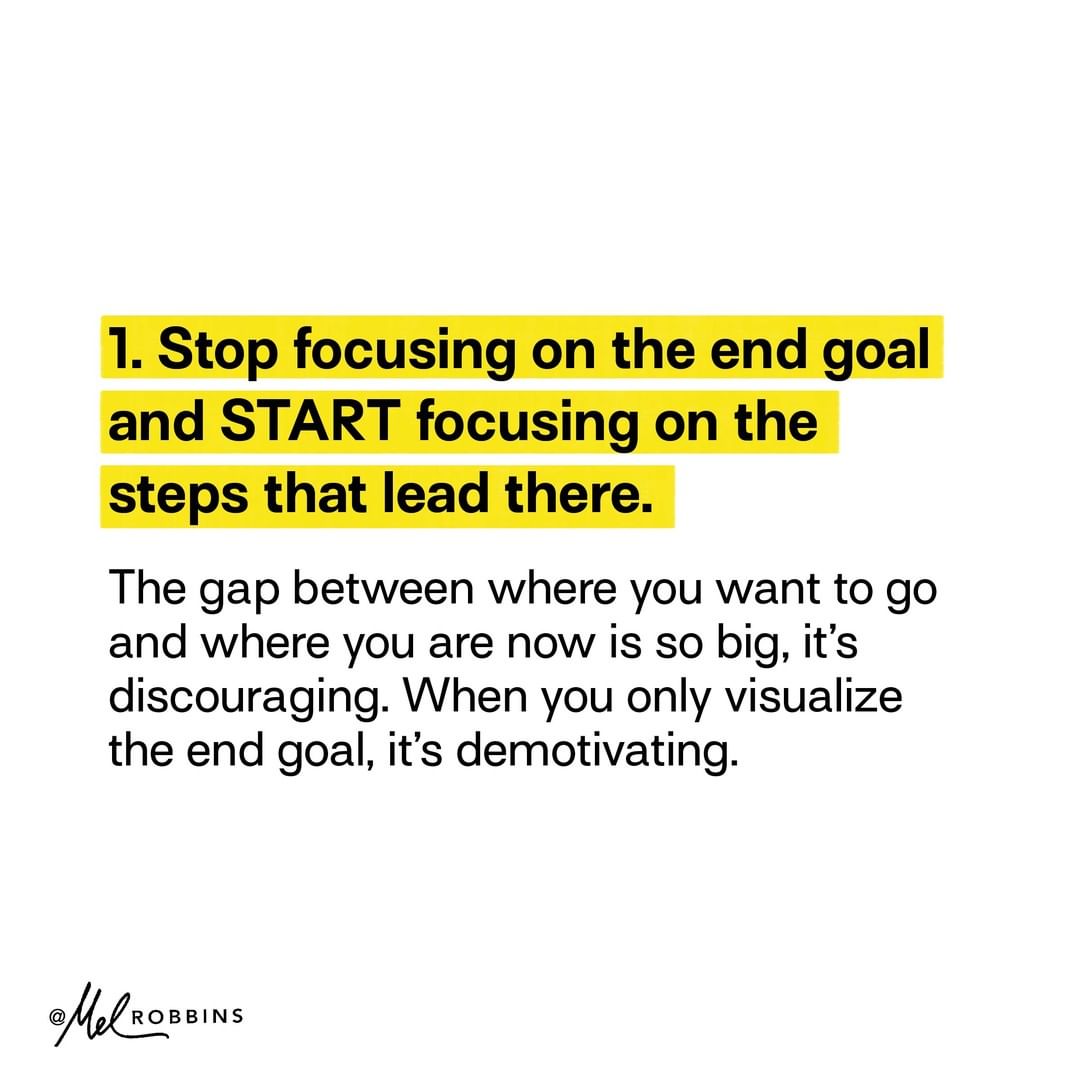 1. Stop focusing on the end goal
and START focusing on the
steps that lead there.
The gap between where you want to go
and where you are now is so big, it’s
discouraging. When you only visualize
the end goal, it’s demotivating.
@Mel ROBBINS